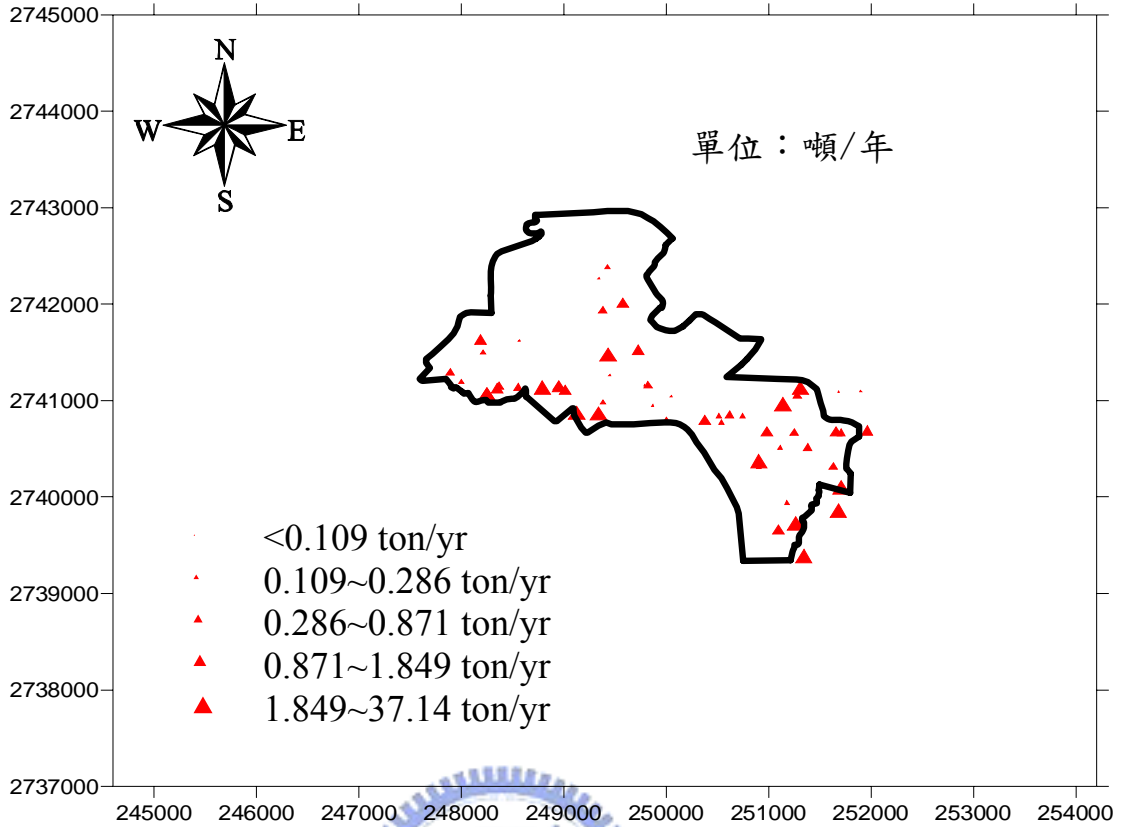 2745000
2744000
2743000
2742000
2741000
2740000
2739000
2738000
2737000
N
W E
S
單位：噸/年
<0.109 ton/yr
0.109~0.286 ton/yr
0.286~0.871 ton/yr
0.871~1.849 ton/yr
1.849~37.14 ton/yr
245000 246000 247000 248000 249000 250000 251000 252000 253000 254000